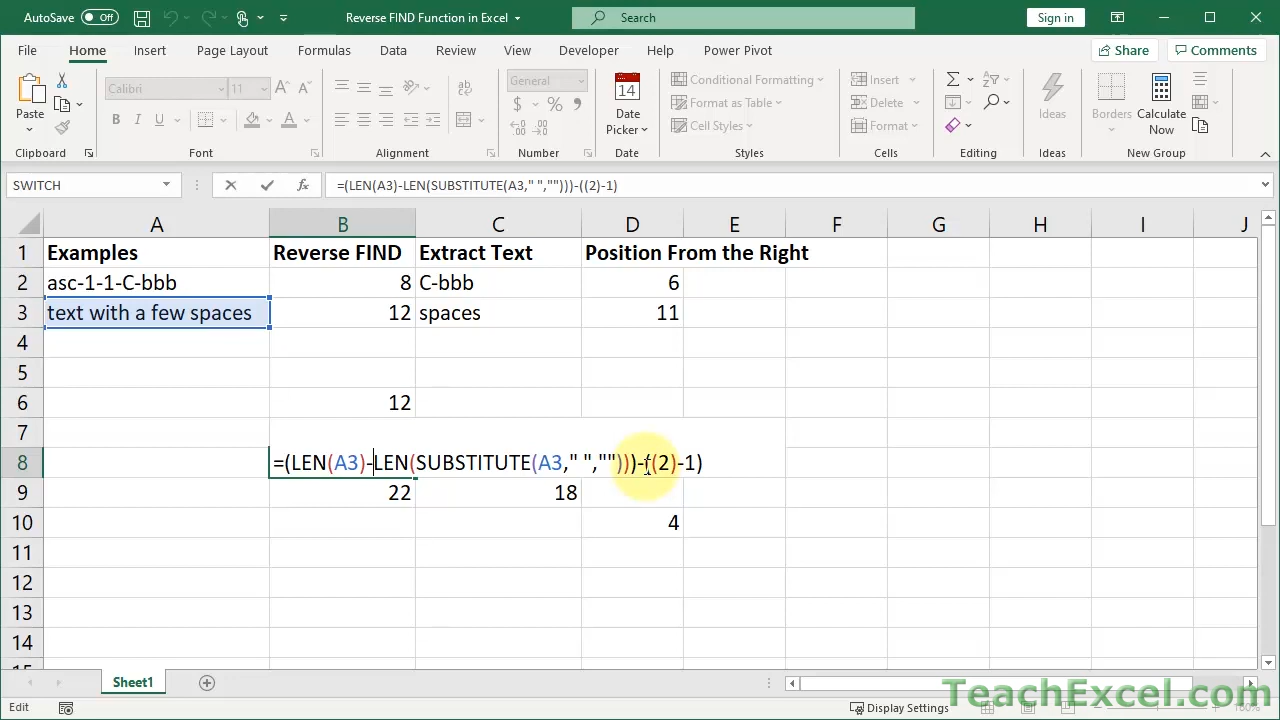 AutoSave Off Reverse FIND Function in Excel Search Sign in
File Home Insert Page Layout Formulas Data Review View Developer Help Power Pivot Share Comments
Paste
Clipboard
Calibri 11
B I U A
Font
Alignment
General
$ % ,
Number
14
Date Picker
Date
Conditional Formatting
Format as Table
Cell Styles
Styles
Insert
Delete
Format
Cells
Editing
Ideas
Ideas
Borders
Calculate Now
New Group
SWITCH fx =(LEN(A3)-LEN(SUBSTITUTE(A3," ","")))-((2)-1)
A B C D E F G H I J
1 Examples Reverse FIND Extract Text Position From the Right
2 asc-1-1-C-bbb 8 C-bbb 6
3 text with a few spaces 12 spaces 11
4
5
6 12
7
8 =(LEN(A3)-LEN(SUBSTITUTE(A3," ","")))-((2)-1)
9 22 18
10 4
11
12
13
14
15
Sheet1
Edit Display Settings 100%
TeachExcel.com